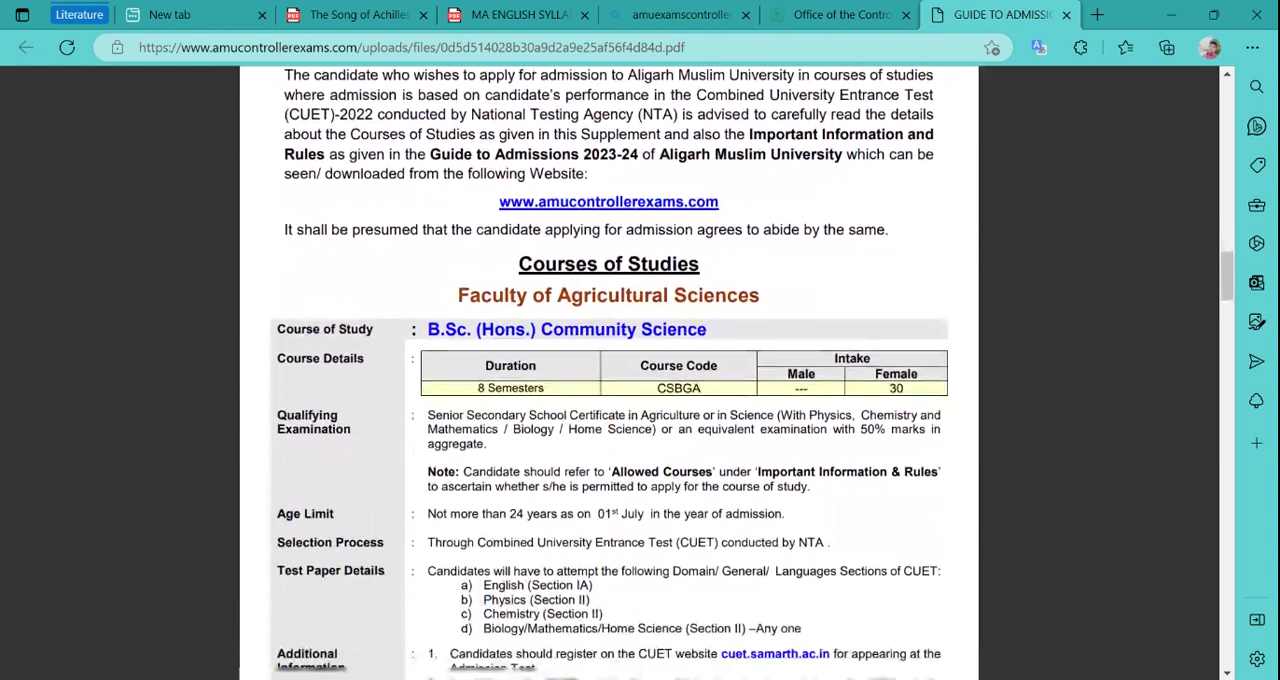 Literature
New tab
The Song of Achilles
MA ENGLISH SYLLA
amuexamscontrolle
Office of the Contro
GUIDE TO ADMISSIO
https://www.amucontrollerexams.com/uploads/files/0d5d514028b30a9d2a9e25af56f4d84d.pdf
The candidate who wishes to apply for admission to Aligarh Muslim University in courses of studies
where admission is based on candidate's performance in the Combined University Entrance Test
(CUET)-2022 conducted by National Testing Agency (NTA) is advised to carefully read the details
about the Courses of Studies as given in this Supplement and also the Important Information and
Rules as given in the Guide to Admissions 2023-24 of Aligarh Muslim University which can be
seen/ downloaded from the following Website:
www.amucontrollerexams.com
It shall be presumed that the candidate applying for admission agrees to abide by the same.
Courses of Studies
Faculty of Agricultural Sciences
Course of Study : B.Sc. (Hons.) Community Science
Course Details :
Duration Course Code Intake
Male Female
8 Semesters CSBGA --- 30
Qualifying Examination : Senior Secondary School Certificate in Agriculture or in Science (With Physics, Chemistry and
Mathematics / Biology / Home Science) or an equivalent examination with 50% marks in
aggregate.
Note: Candidate should refer to 'Allowed Courses' under 'Important Information & Rules'
to ascertain whether s/he is permitted to apply for the course of study.
Age Limit : Not more than 24 years as on 01st July in the year of admission.
Selection Process : Through Combined University Entrance Test (CUET) conducted by NTA .
Test Paper Details : Candidates will have to attempt the following Domain/ General/ Languages Sections of CUET:
a) English (Section IA)
b) Physics (Section II)
c) Chemistry (Section II)
d) Biology/Mathematics/Home Science (Section II) –Any one
Additional Information : 1. Candidates should register on the CUET website cuet.samarth.ac.in for appearing at the
Admission Test.